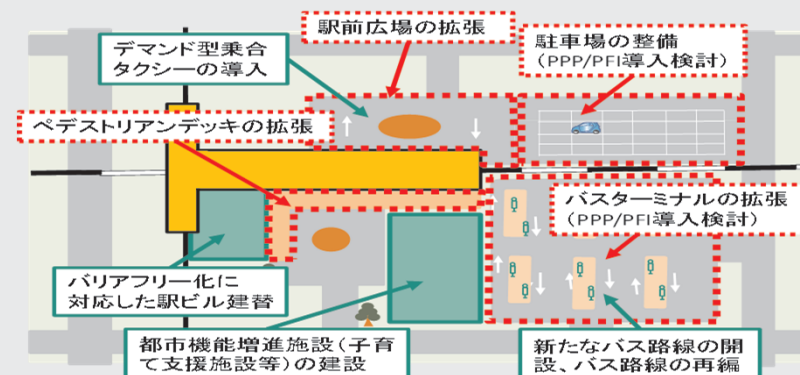 駅前広場の拡張
デマンド型乗合
タクシーの導入
駐車場の整備
(PPP/PFI導入検討)
ペデストリアンデッキの拡張
バスターミナルの拡張
(PPP/PFI導入検討)
バリアフリー化に
対応した駅ビル建替
都市機能増進施設(子育
て支援施設等)の建設
新たなバス路線の開
設、バス路線の再編